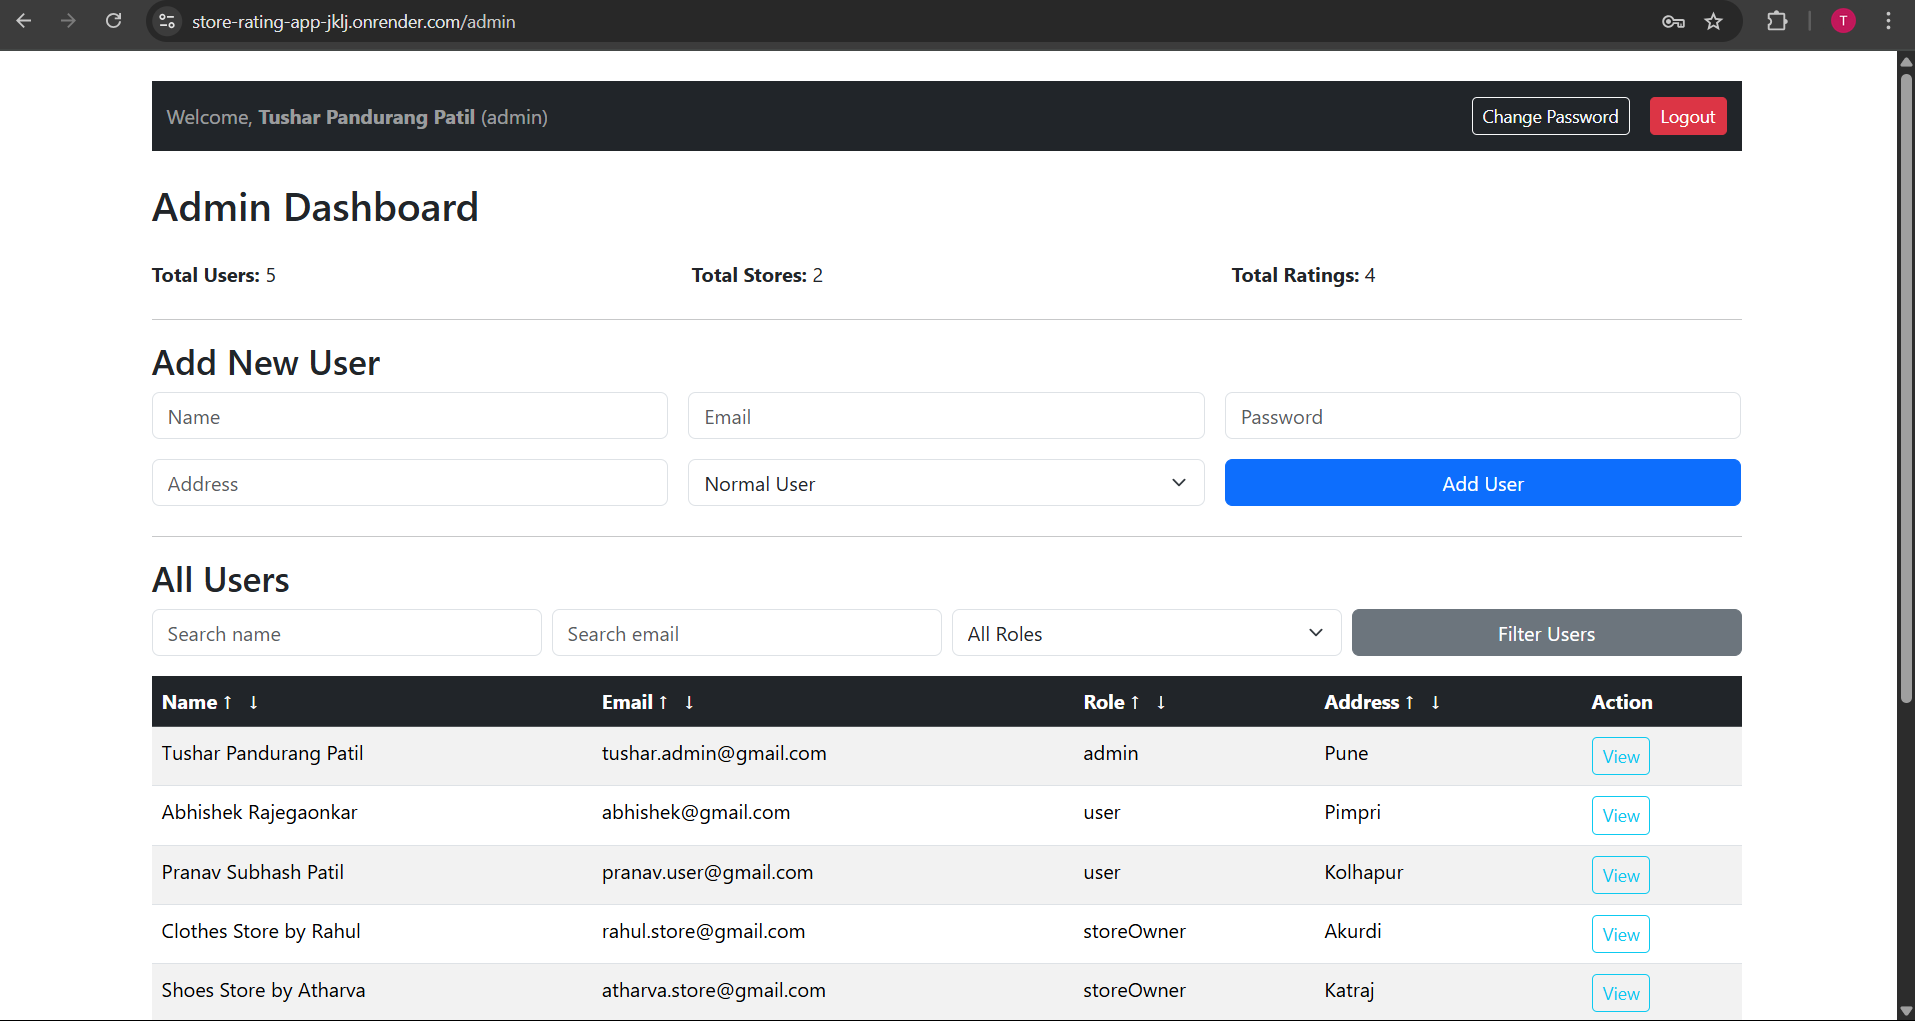 store-rating-app-jklj.onrender.com/admin
T
Welcome, Tushar Pandurang Patil (admin)
Change Password
Logout
Admin Dashboard
Total Users: 5
Total Stores: 2
Total Ratings: 4
Add New User
Name
Email
Password
Address
Normal User
Add User
All Users
Search name
Search email
All Roles
Filter Users
Name ↑ ↓ Email ↑ ↓ Role ↑ ↓ Address ↑ ↓ Action
Tushar Pandurang Patil tushar.admin@gmail.com admin Pune View
Abhishek Rajegaonkar abhishek@gmail.com user Pimpri View
Pranav Subhash Patil pranav.user@gmail.com user Kolhapur View
Clothes Store by Rahul rahul.store@gmail.com storeOwner Akurdi View
Shoes Store by Atharva atharva.store@gmail.com storeOwner Katraj View